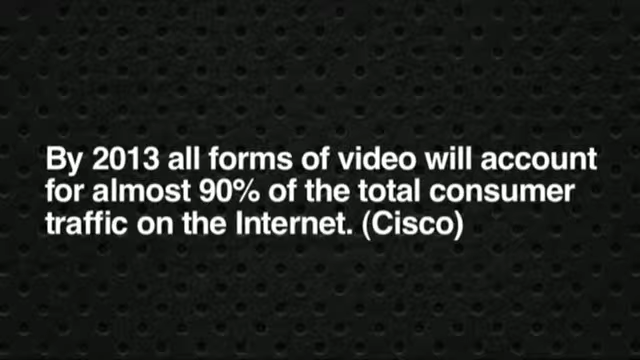 By 2013 all forms of video will account
for almost 90% of the total consumer
traffic on the Internet. (Cisco)